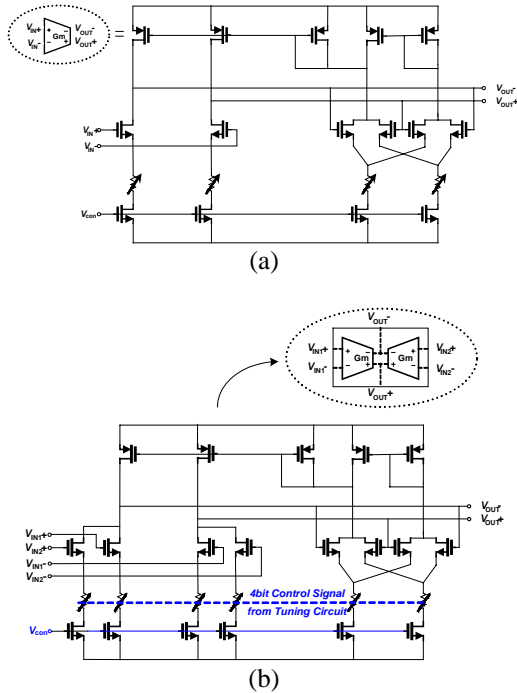 VIN+
VIN-
+
-
Gm
-
+
VOUT-
VOUT+
=
VOUT-
VOUT+
VIN+
VIN-
Vcon
(a)
VOUT-
VIN1+
VIN1-
+
-
Gm
-
+
-
+
Gm
+
-
VIN2+
VIN2-
VOUT+
VOUT-
VOUT+
VIN1+
VIN2+
VIN1-
VIN2-
4bit Control Signal
from Tuning Circuit
Vcon
(b)